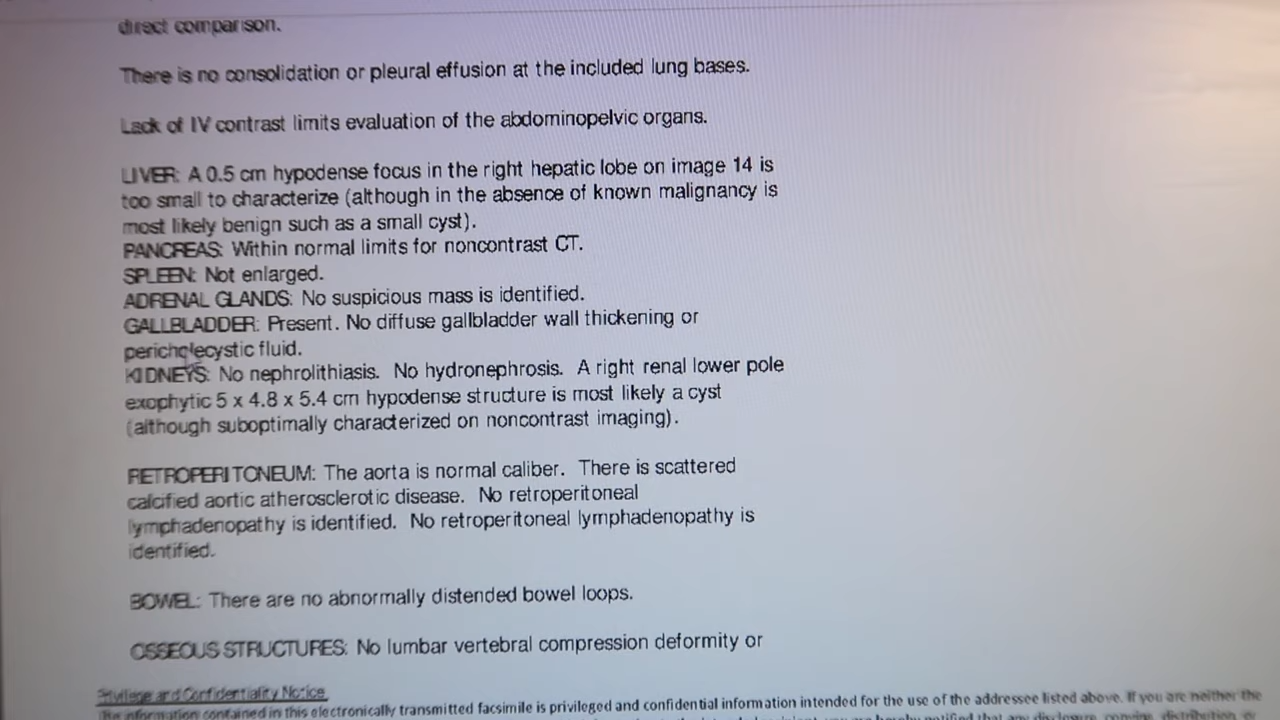 direct comparison.
There is no consolidation or pleural effusion at the included lung bases.
Lack of IV contrast limits evaluation of the abdominopelvic organs.
LIVER: A 0.5 cm hypodense focus in the right hepatic lobe on image 14 is
too small to characterize (although in the absence of known malignancy is
most likely benign such as a small cyst).
PANCREAS: Within normal limits for noncontrast CT.
SPLEEN: Not enlarged.
ADRENAL GLANDS: No suspicious mass is identified.
GALLBLADDER: Present. No diffuse gallbladder wall thickening or
pericholecystic fluid.
KIDNEYS: No nephrolithiasis. No hydronephrosis. A right renal lower pole
exophytic 5 x 4.8 x 5.4 cm hypodense structure is most likely a cyst
(although suboptimally characterized on noncontrast imaging).
RETROPERITONEUM: The aorta is normal caliber. There is scattered
calcified aortic atherosclerotic disease. No retroperitoneal
lymphadenopathy is identified. No retroperitoneal lymphadenopathy is
identified.
BOWEL: There are no abnormally distended bowel loops.
OSSEOUS STRUCTURES: No lumbar vertebral compression deformity or
Privilege and Confidentiality Notice
The information contained in this electronically transmitted facsimile is privileged and confidential information intended for the use of the addressee listed above. If you are neither the